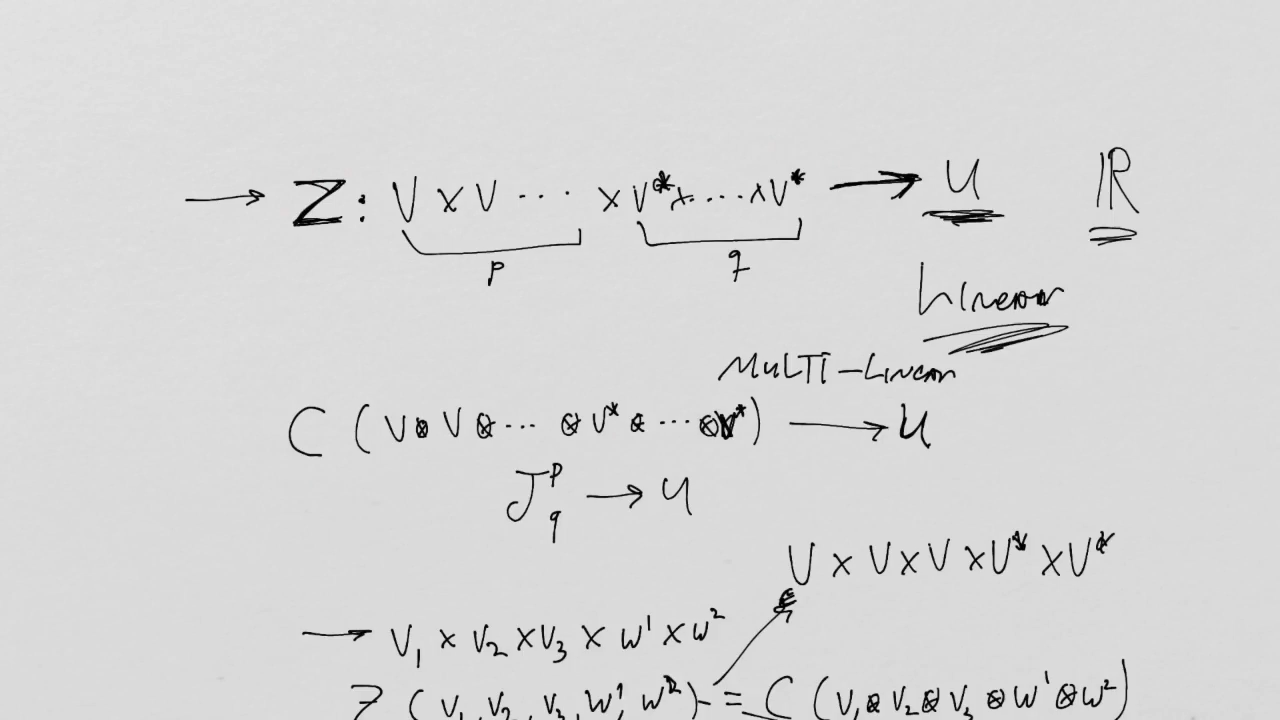 → Z: V × V ··· × V* × ···· × V* → U ℝ
p q
Linear
MULTI-Linear
C (V ⊗ V ⊗ ··· ⊗ V* ⊗ ··· ⊗ V*) → U
J^p_q → U
V × V × V × V* × V*
→ V₁ × V₂ × V₃ × W¹ × W²
Z (V₁, V₂, V₃, W¹, W²) = C (V₁ ⊗ V₂ ⊗ V₃ ⊗ W¹ ⊗ W²)